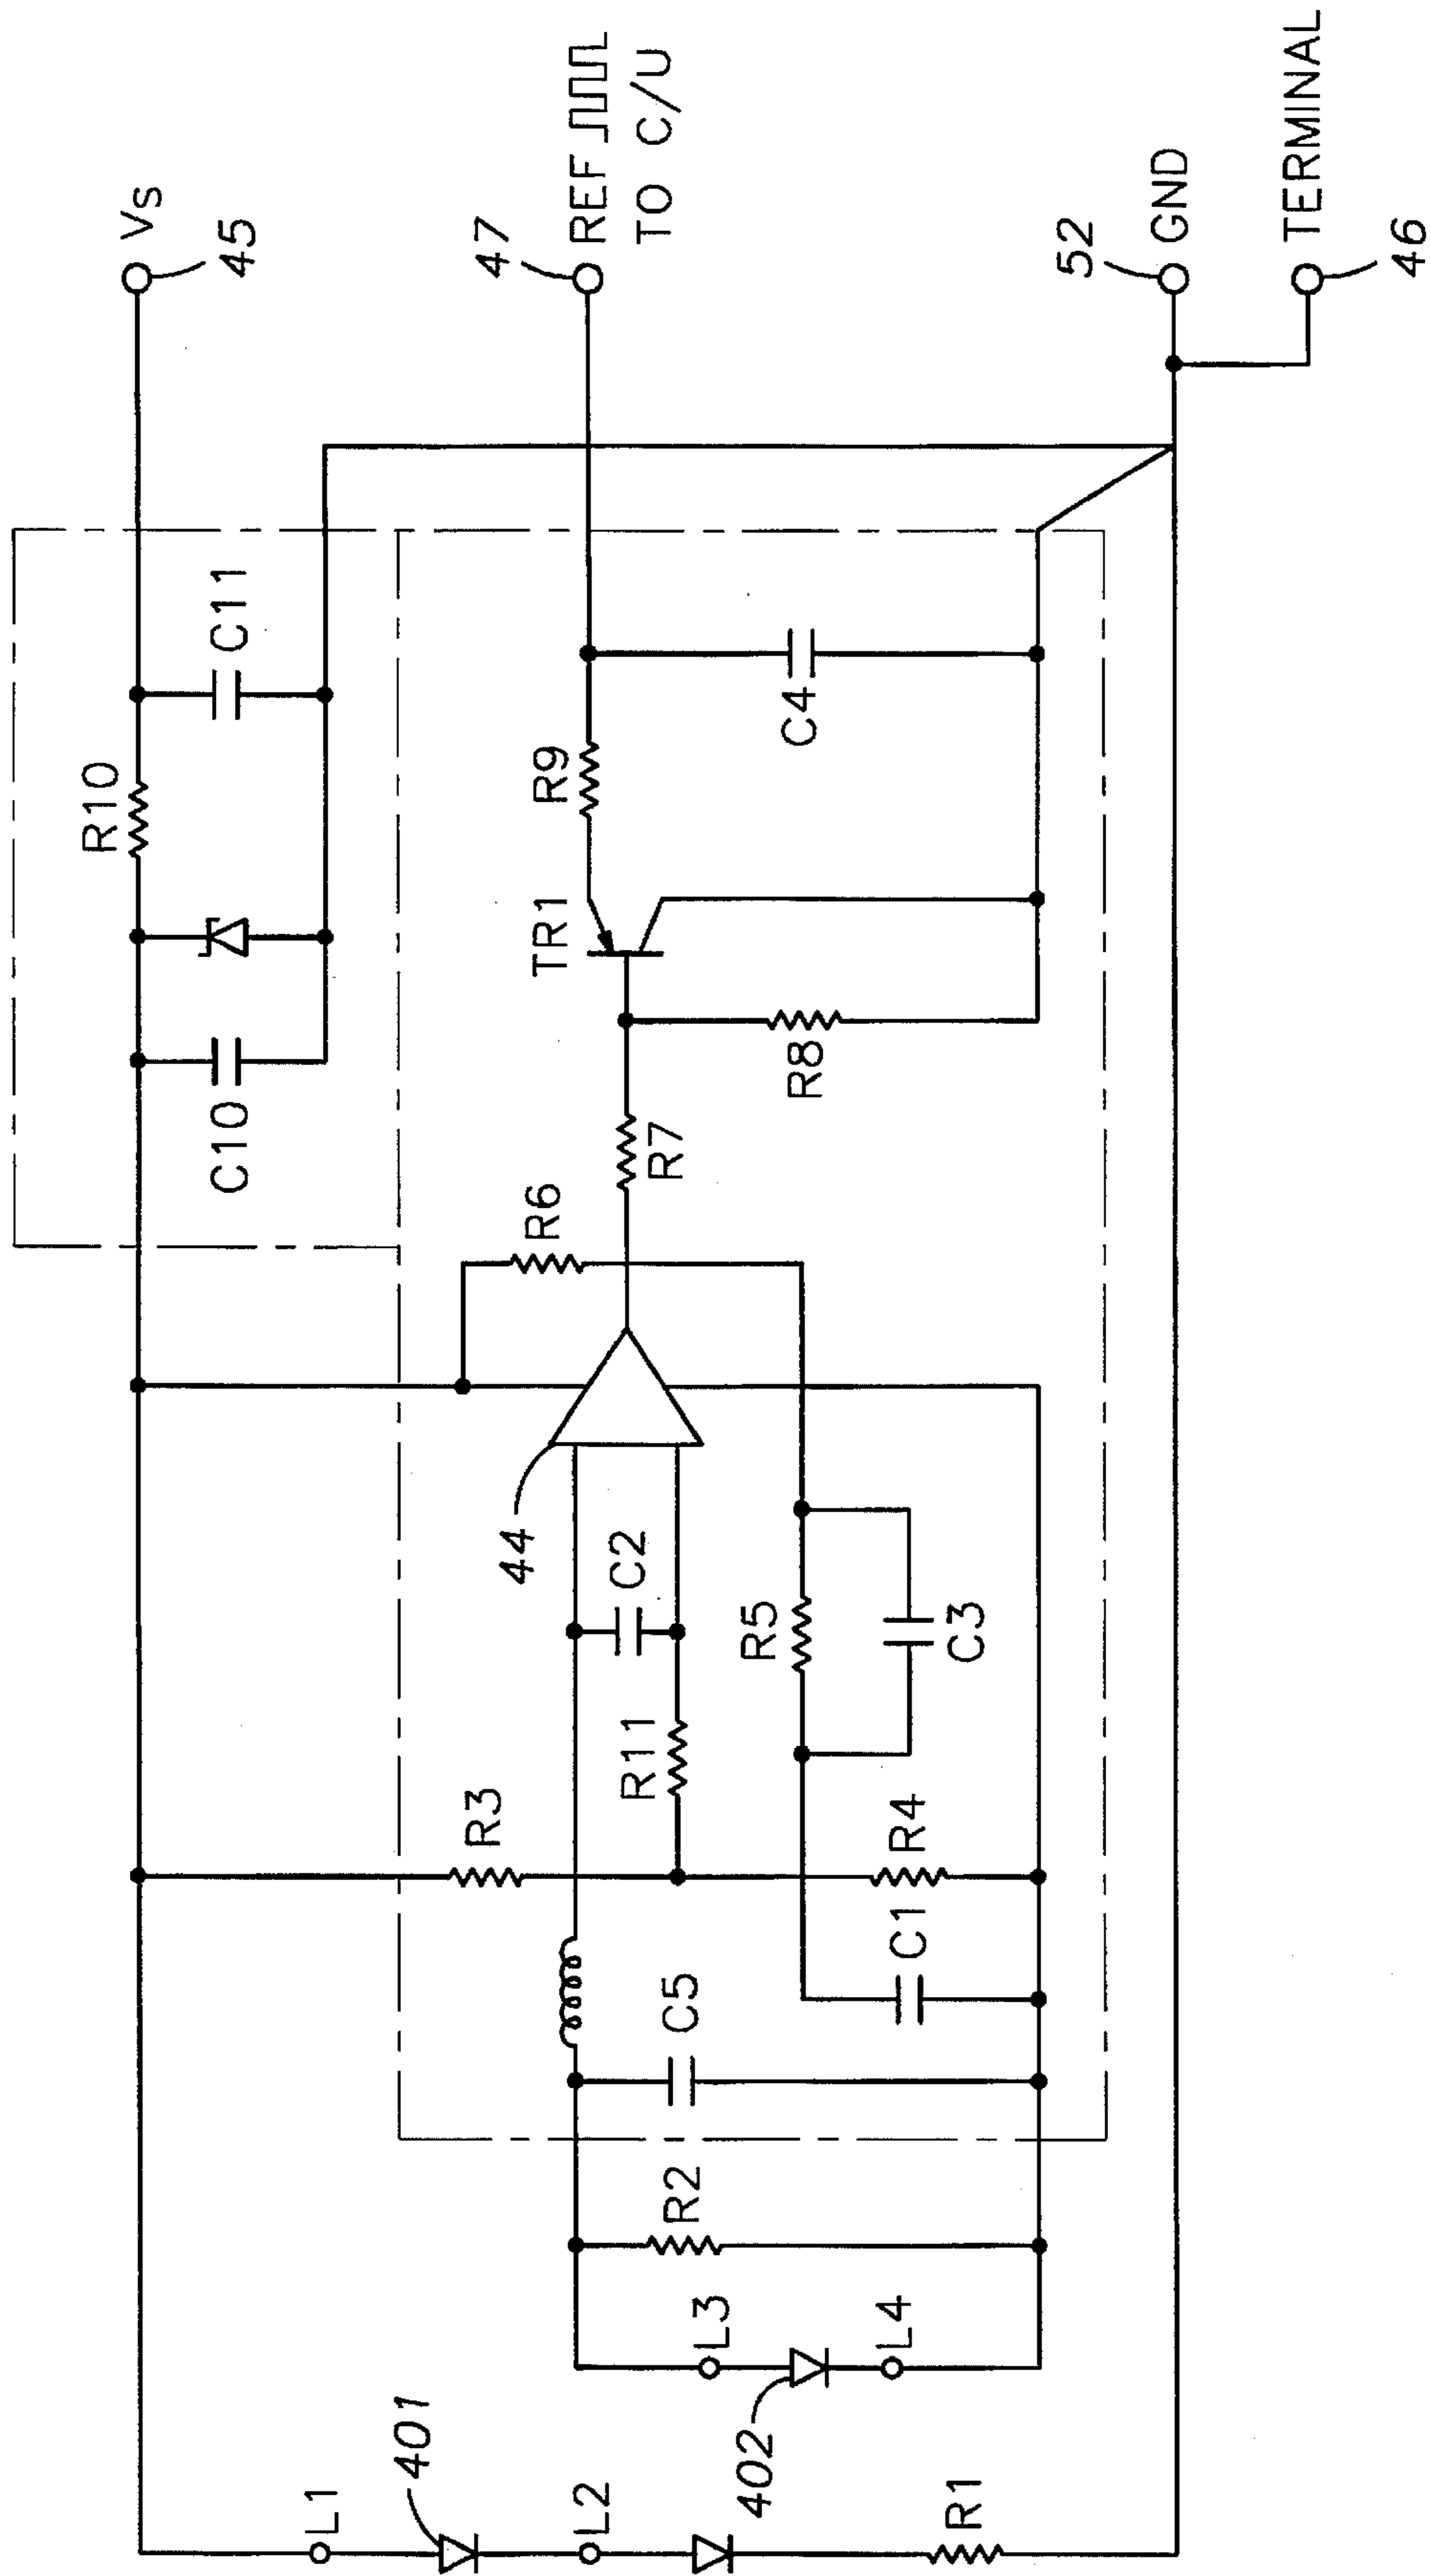 Vs
45
R10
C11
C10
REF
TO C/U
47
R9
TR1
C4
R8
R7
R6
44
C2
R11
R3
R5
C3
R4
C1
C5
R2
L3
L4
402
L1
401
L2
R1
GND
52
TERMINAL
46